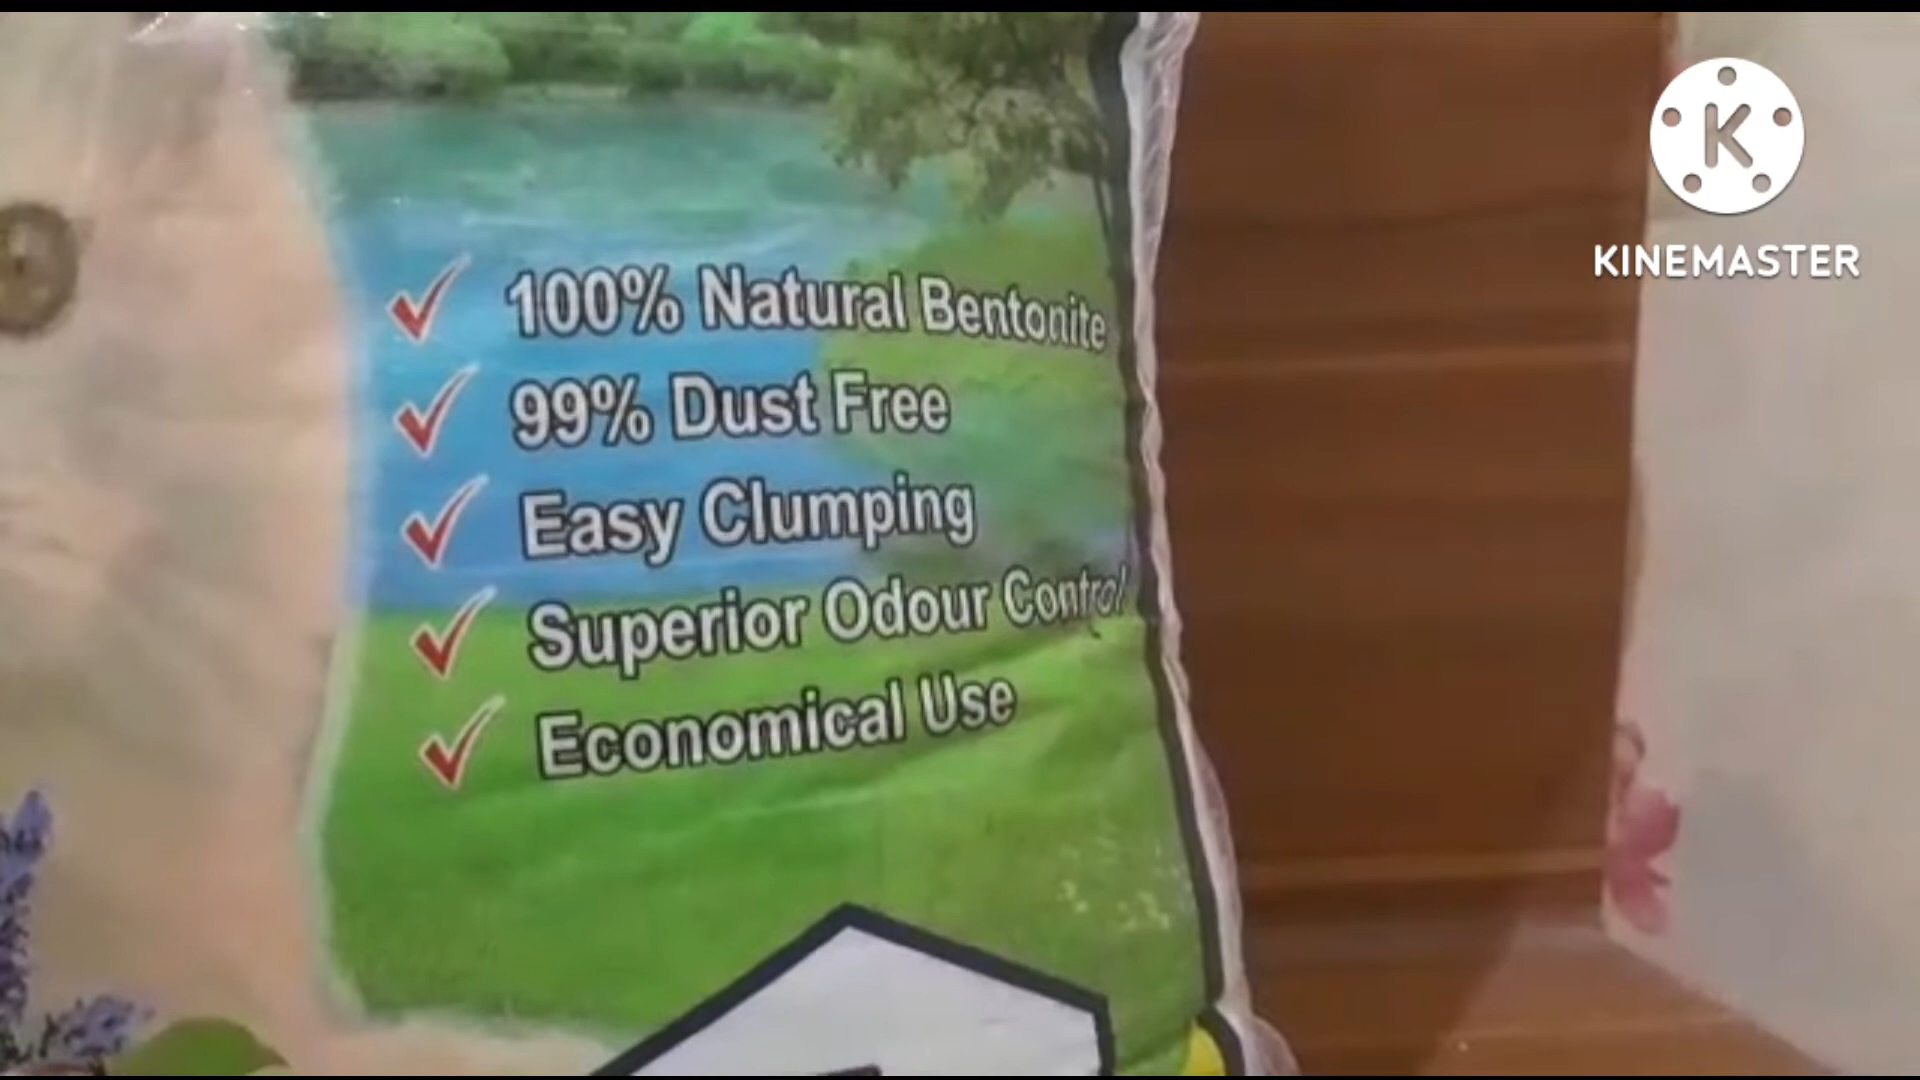 100% Natural Bentonite
99% Dust Free
Easy Clumping
Superior Odour Control
Economical Use
K
KINEMASTER